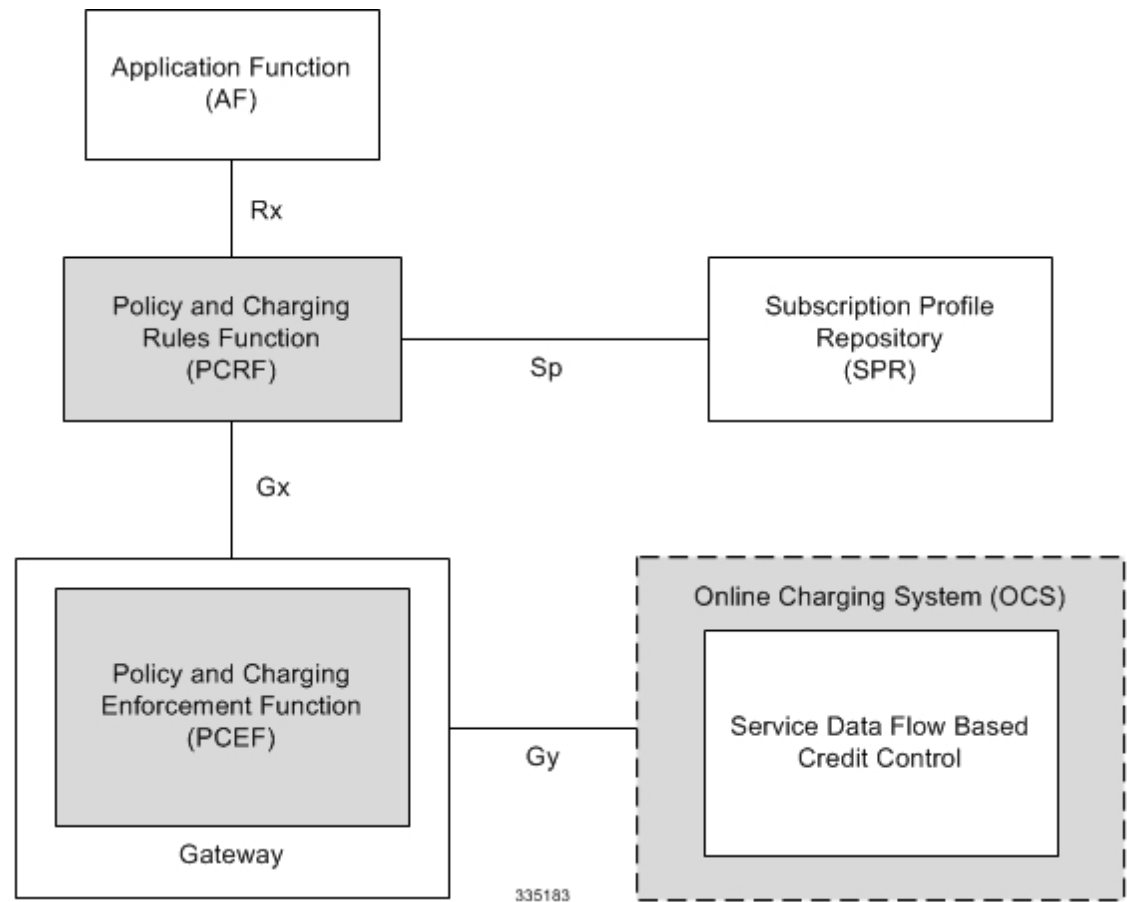 Application Function
(AF)
Rx
Policy and Charging
Rules Function
(PCRF)
Sp
Subscription Profile
Repository
(SPR)
Gx
Policy and Charging
Enforcement Function
(PCEF)
Gateway
Gy
Online Charging System (OCS)
Service Data Flow Based
Credit Control
335183